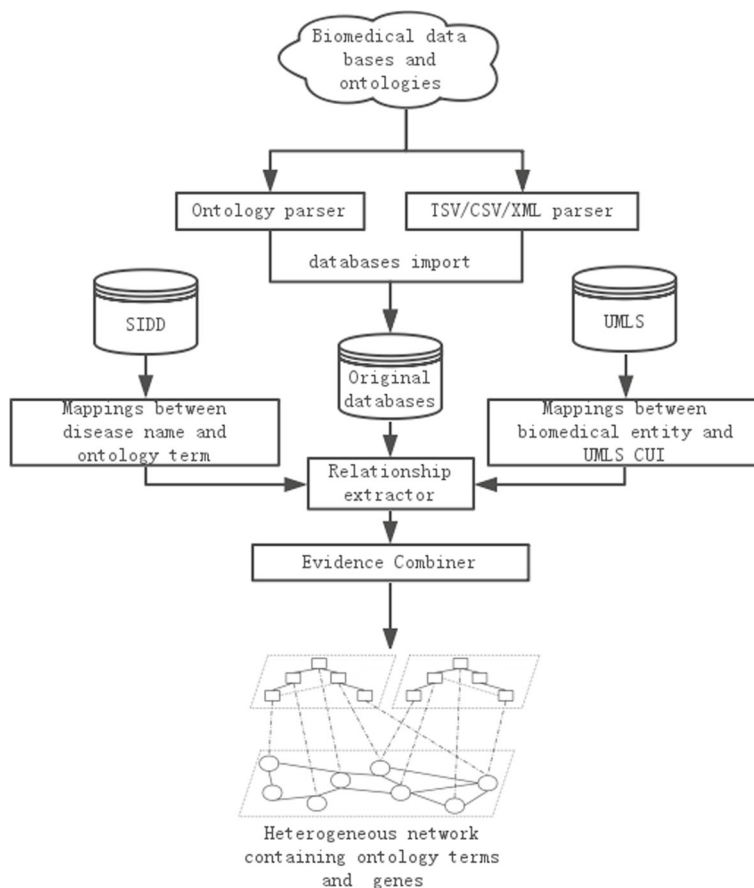 Biomedical data
bases and
ontologies
Ontology parser
TSV/CSV/XML parser
databases import
SIDD
UMLS
Original
databases
Mappings between
disease name and
ontology term
Mappings between
biomedical entity and
UMLS CUI
Relationship
extractor
Evidence Combiner
Heterogeneous network
containing ontology terms
and genes